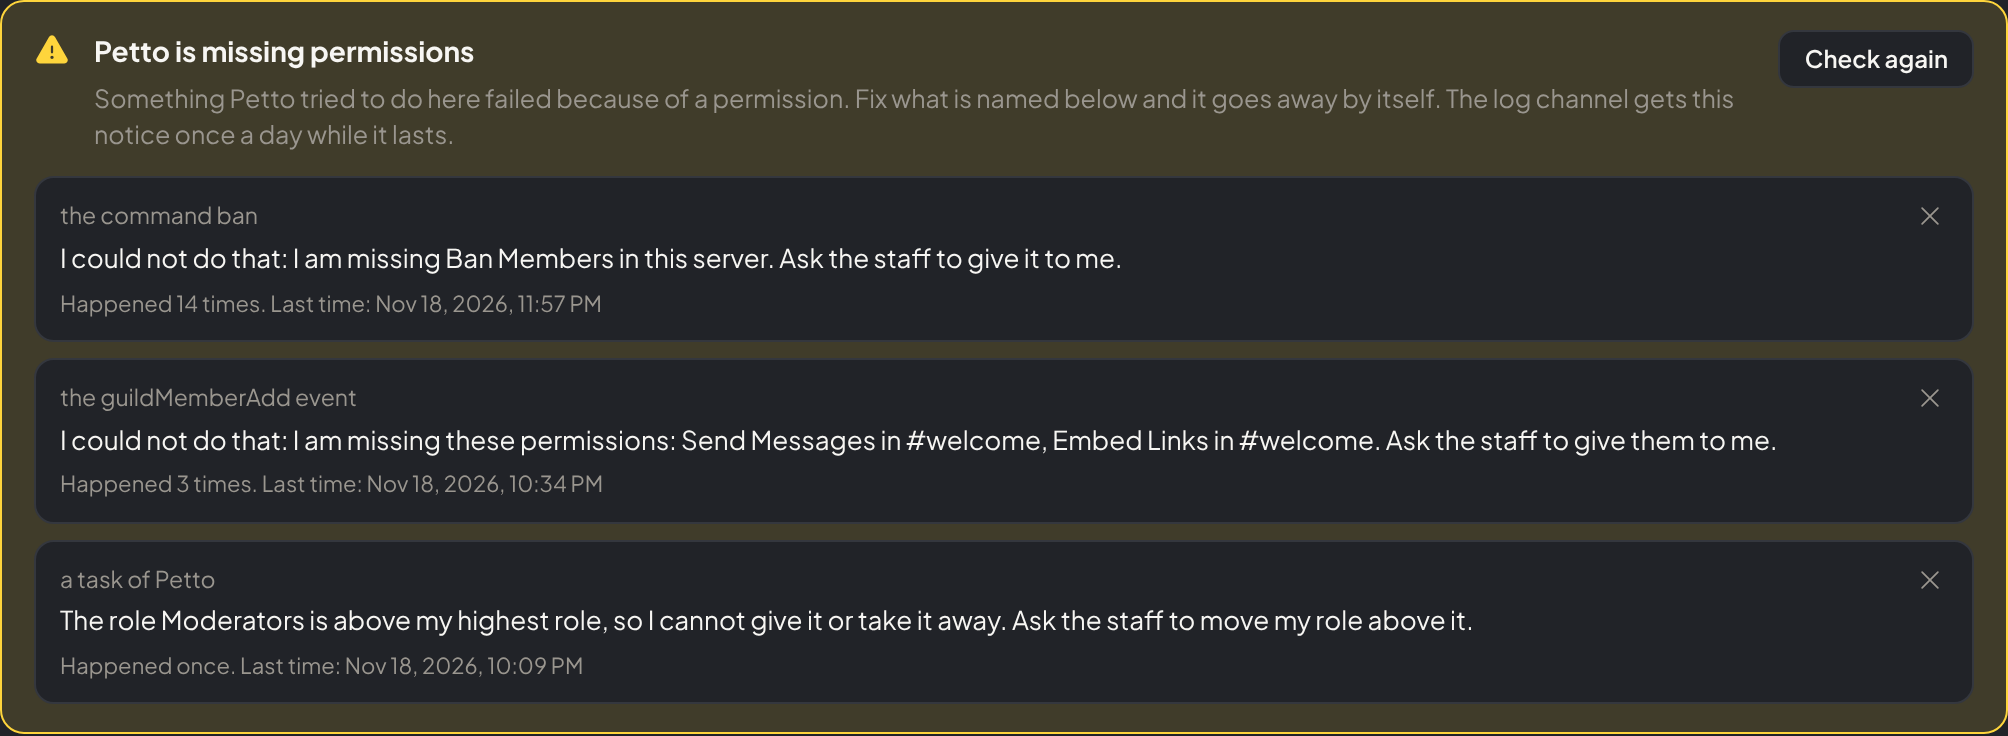 Petto is missing permissions
Check again
Something Petto tried to do here failed because of a permission. Fix what is named below and it goes away by itself. The log channel gets this
notice once a day while it lasts.
the command ban
I could not do that: I am missing Ban Members in this server. Ask the staff to give it to me.
Happened 14 times. Last time: Nov 18, 2026, 11:57 PM
the guildMemberAdd event
I could not do that: I am missing these permissions: Send Messages in #welcome, Embed Links in #welcome. Ask the staff to give them to me.
Happened 3 times. Last time: Nov 18, 2026, 10:34 PM
a task of Petto
The role Moderators is above my highest role, so I cannot give it or take it away. Ask the staff to move my role above it.
Happened once. Last time: Nov 18, 2026, 10:09 PM